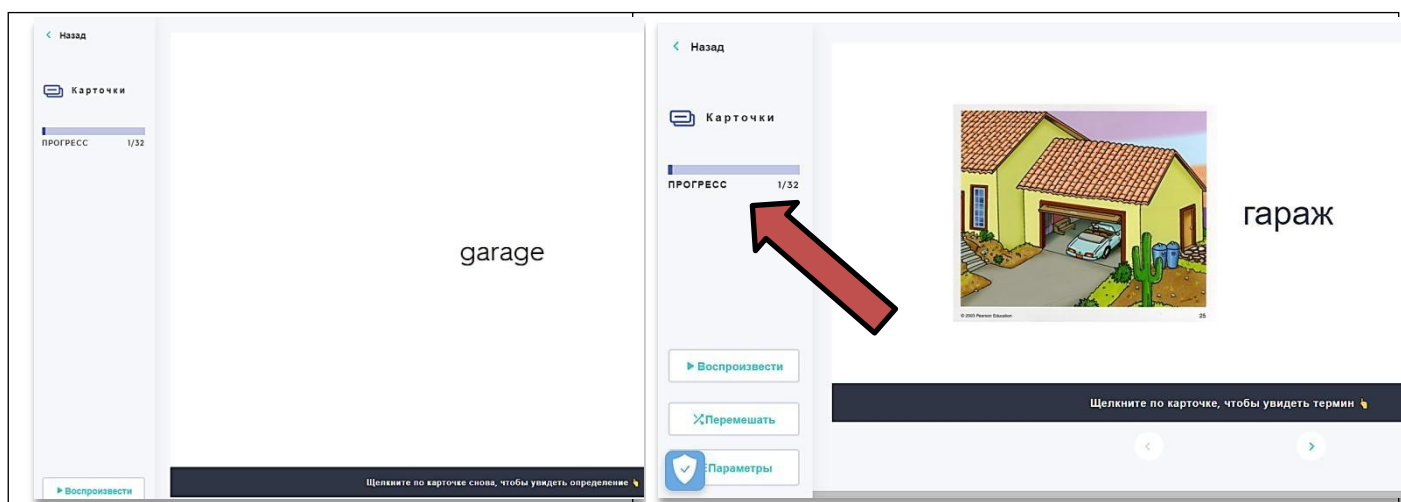 Назад
Карточки
ПРОГРЕСС 1/32
garage
Щелкните по карточке снова, чтобы увидеть определение
Воспроизвести
Назад
Карточки
ПРОГРЕСС 1/32
гараж
© 2005 Pearson Education 25
Воспроизвести
Щелкните по карточке, чтобы увидеть термин
Перемешать
Параметры